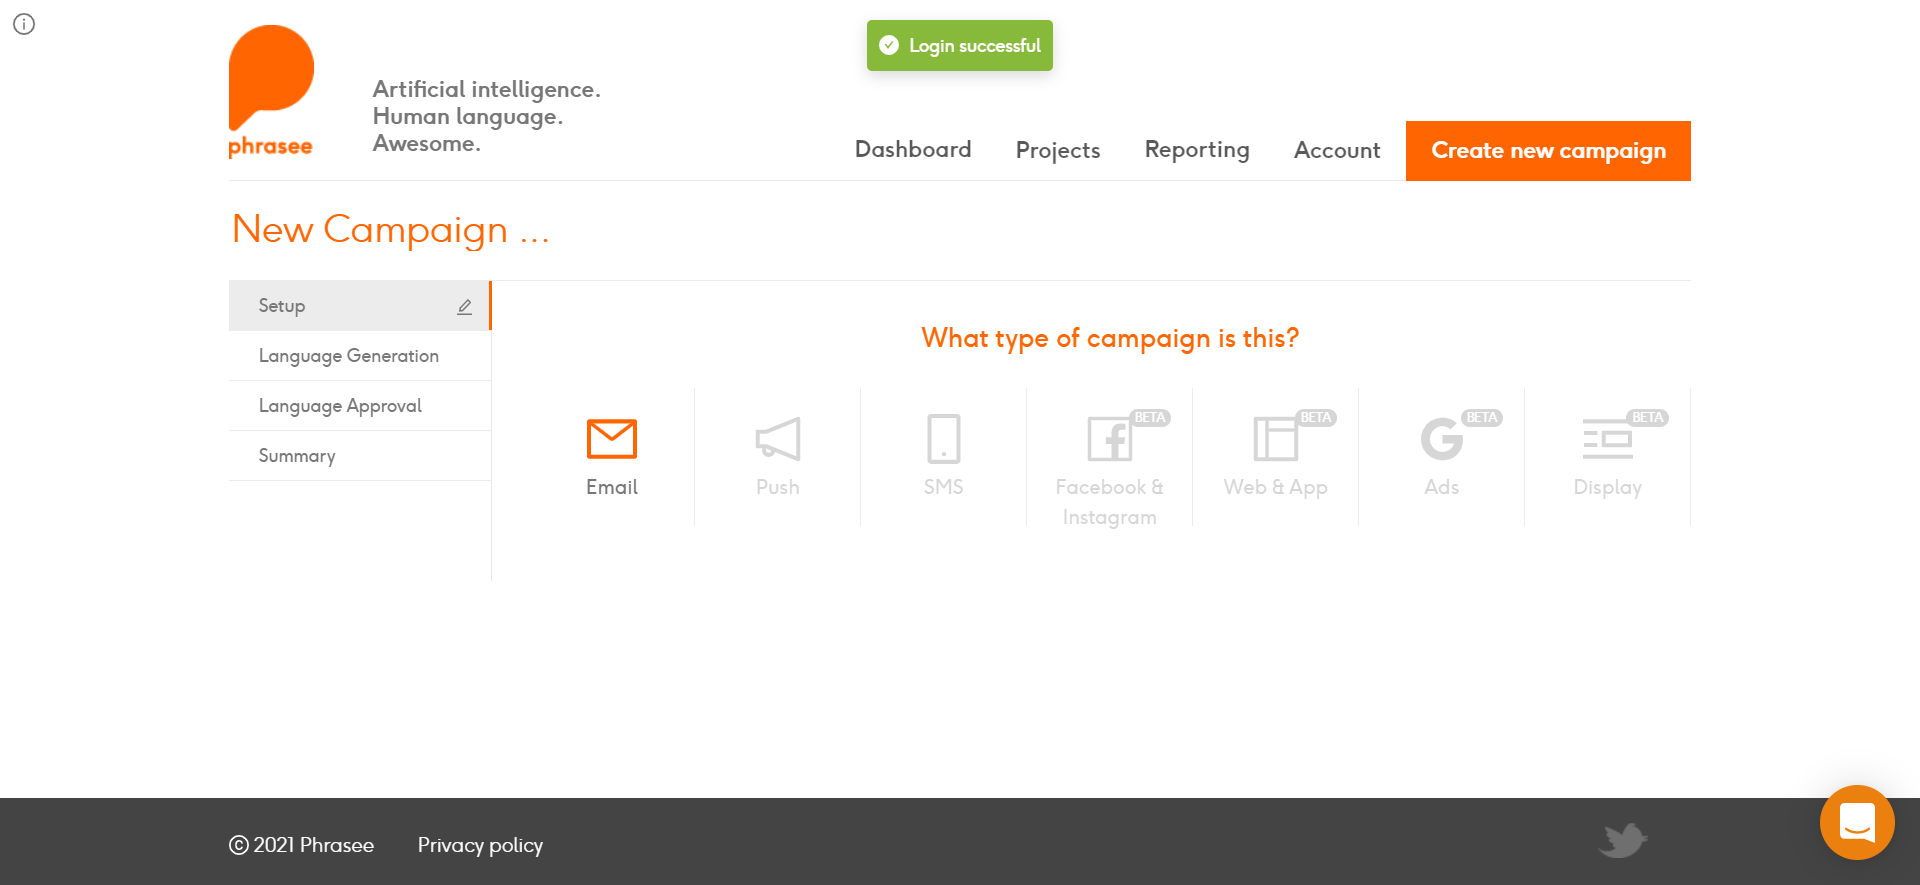 Login successful
phrasee
Artificial intelligence.
Human language.
Awesome.
Dashboard
Projects
Reporting
Account
Create new campaign
New Campaign ...
Setup
Language Generation
Language Approval
Summary
What type of campaign is this?
Email
Push
SMS
BETA
Facebook &
Instagram
BETA
Web & App
BETA
Ads
BETA
Display
© 2021 Phrasee
Privacy policy